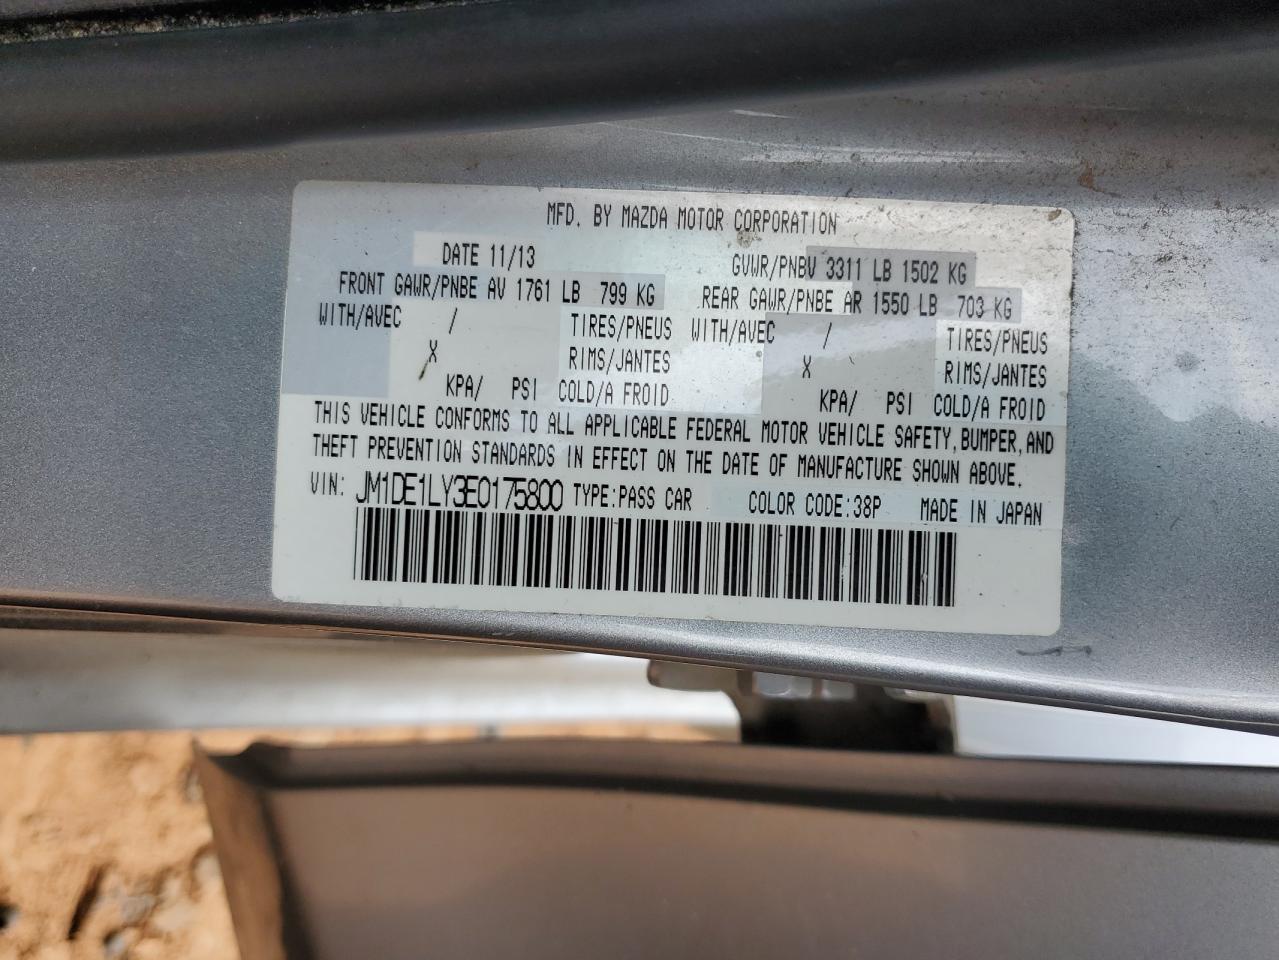 MFD. BY MAZDA MOTOR CORPORATION
DATE 11/13 GVWR/PNBV 3311 LB 1502 KG
FRONT GAWR/PNBE AV 1761 LB 799 KG REAR GAWR/PNBE AR 1550 LB 703 KG
WITH/AVEC / TIRES/PNEUS WITH/AVEC / TIRES/PNEUS
X RIMS/JANTES X RIMS/JANTES
KPA/ PSI COLD/A FROID KPA/ PSI COLD/A FROID
THIS VEHICLE CONFORMS TO ALL APPLICABLE FEDERAL MOTOR VEHICLE SAFETY, BUMPER, AND
THEFT PREVENTION STANDARDS IN EFFECT ON THE DATE OF MANUFACTURE SHOWN ABOVE.
VIN: JM1DE1LY3E0175800 TYPE:PASS CAR COLOR CODE:38P MADE IN JAPAN